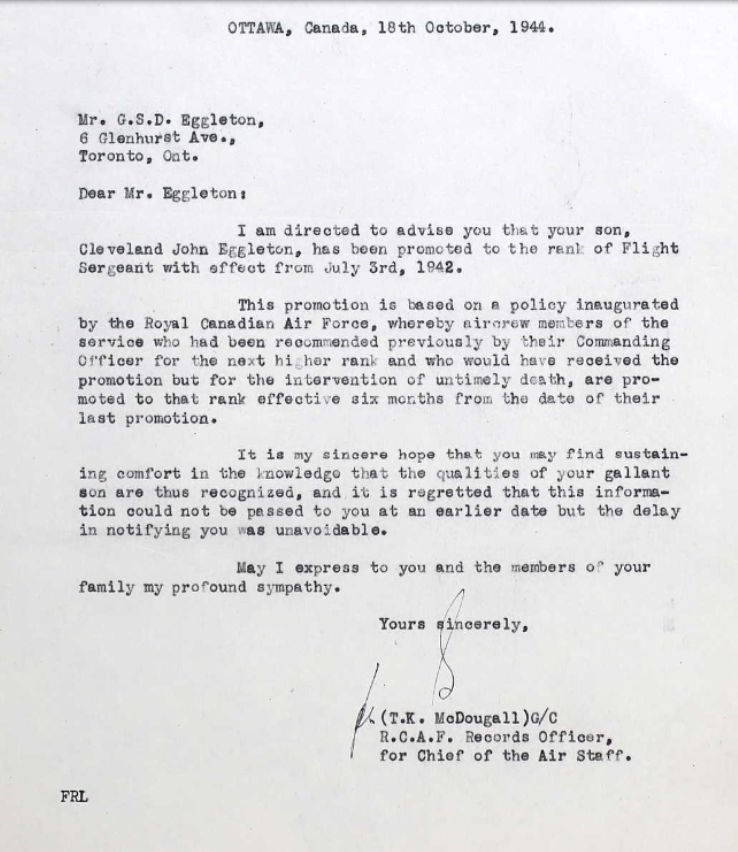 OTTAWA, Canada, 18th October, 1944.
Mr. G.S.D. Eggleton,
6 Glenhurst Ave.,
Toronto, Ont.
Dear Mr. Eggleton:
I am directed to advise you that your son,
Cleveland John Eggleton, has been promoted to the rank of Flight
Sergeant with effect from July 3rd, 1942.
This promotion is based on a policy inaugurated
by the Royal Canadian Air Force, whereby aircrew members of the
service who had been recommended previously by their Commanding
Officer for the next higher rank and who would have received the
promotion but for the intervention of untimely death, are pro-
moted to that rank effective six months from the date of their
last promotion.
It is my sincere hope that you may find sustain-
ing comfort in the knowledge that the qualities of your gallant
son are thus recognized, and it is regretted that this informa-
tion could not be passed to you at an earlier date but the delay
in notifying you was unavoidable.
May I express to you and the members of your
family my profound sympathy.
Yours sincerely,
(T.K. McDougall)G/C
R.C.A.F. Records Officer,
for Chief of the Air Staff.
FRL